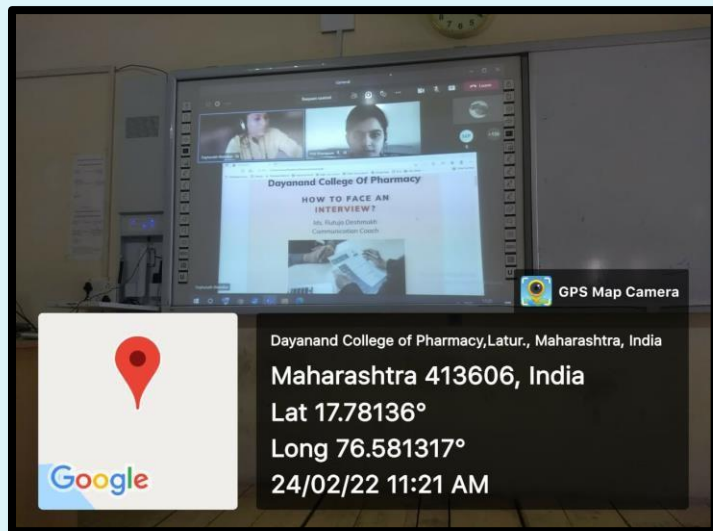 Dayanand College Of Pharmacy
HOW TO FACE AN
INTERVIEW?
Ms. Rutuja Deshmukh
Communication Coach
GPS Map Camera
Dayanand College of Pharmacy,Latur., Maharashtra, India
Maharashtra 413606, India
Lat 17.78136°
Long 76.581317°
24/02/22 11:21 AM
Google